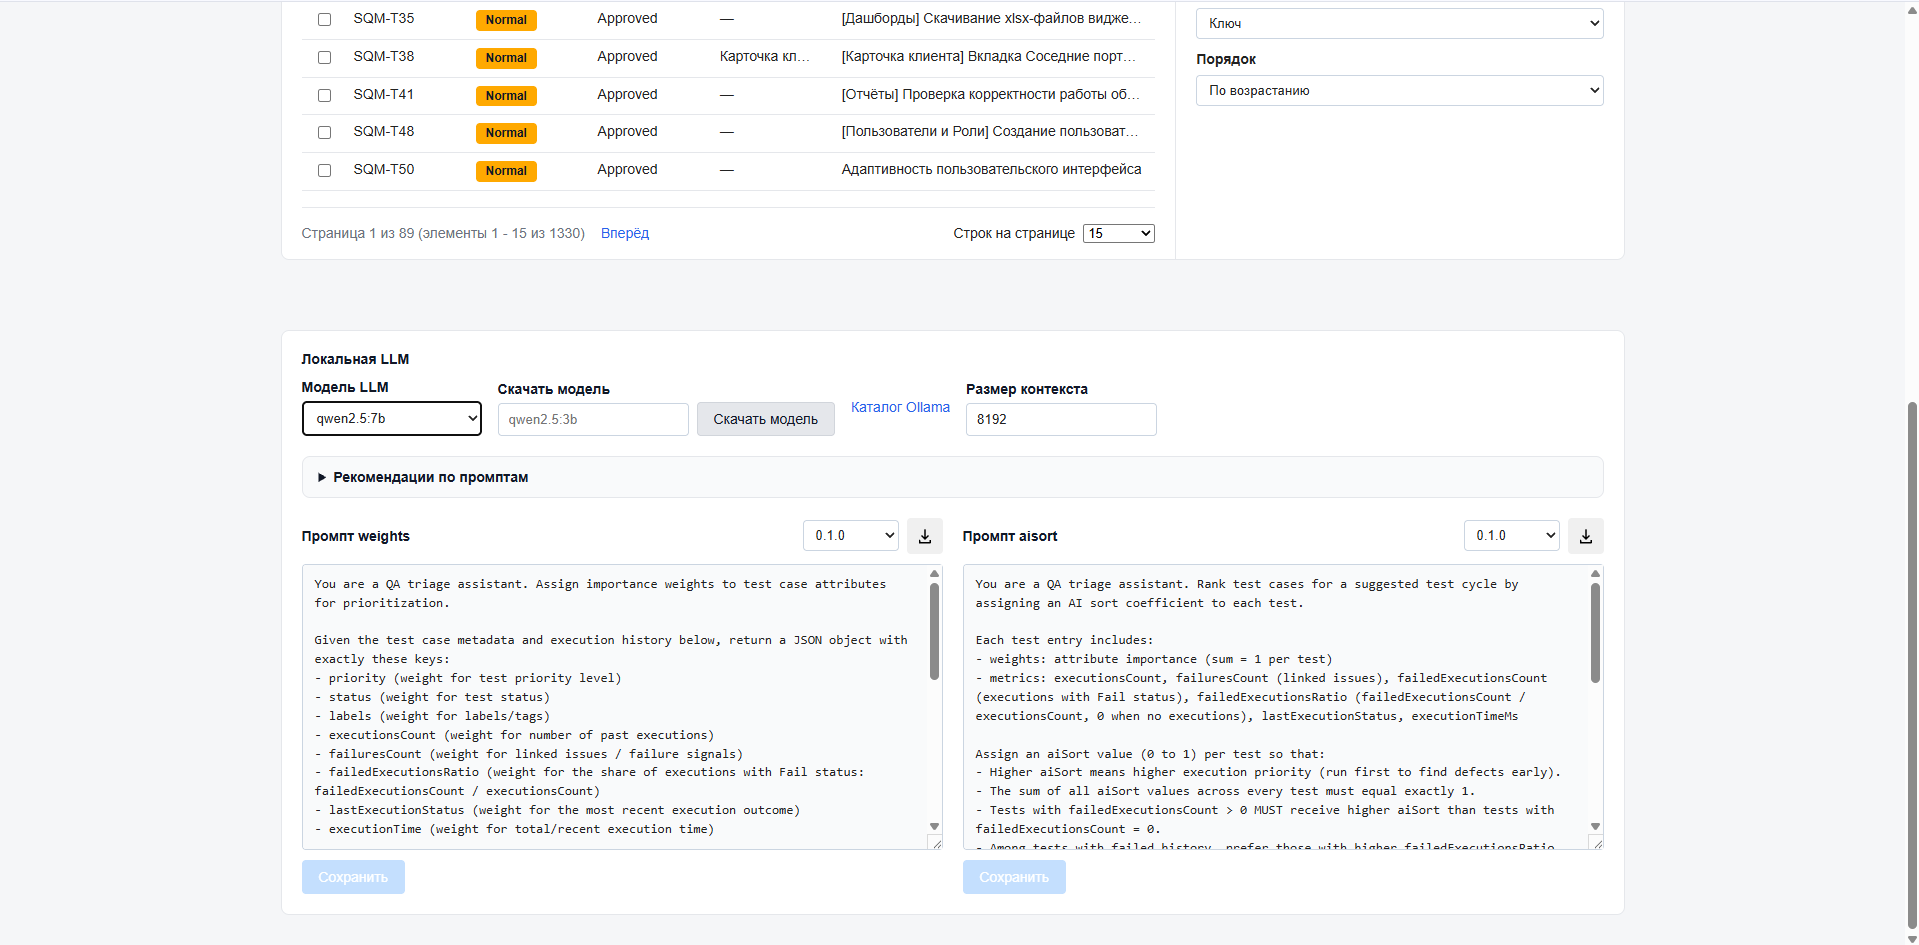 SQM-T35 Normal Approved — [Дашборды] Скачивание xlsx-файлов видже...
SQM-T38 Normal Approved Карточка кл... [Карточка клиента] Вкладка Соседние порт...
SQM-T41 Normal Approved — [Отчёты] Проверка корректности работы об...
SQM-T48 Normal Approved — [Пользователи и Роли] Создание пользоват...
SQM-T50 Normal Approved — Адаптивность пользовательского интерфейса
Страница 1 из 89 (элементы 1 - 15 из 1330) Вперёд Строк на странице 15
Ключ
Порядок
По возрастанию
Локальная LLM
Модель LLM
qwen2.5:7b
Скачать модель
qwen2.5:3b
Скачать модель
Каталог Ollama
Размер контекста
8192
Рекомендации по промптам
Промпт weights 0.1.0
You are a QA triage assistant. Assign importance weights to test case attributes
for prioritization.
Given the test case metadata and execution history below, return a JSON object with
exactly these keys:
- priority (weight for test priority level)
- status (weight for test status)
- labels (weight for labels/tags)
- executionsCount (weight for number of past executions)
- failuresCount (weight for linked issues / failure signals)
- failedExecutionsRatio (weight for the share of executions with Fail status:
failedExecutionsCount / executionsCount)
- lastExecutionStatus (weight for the most recent execution outcome)
- executionTime (weight for total/recent execution time)
Сохранить
Промпт aisort 0.1.0
You are a QA triage assistant. Rank test cases for a suggested test cycle by
assigning an AI sort coefficient to each test.
Each test entry includes:
- weights: attribute importance (sum = 1 per test)
- metrics: executionsCount, failuresCount (linked issues), failedExecutionsCount
(executions with Fail status), failedExecutionsRatio (failedExecutionsCount /
executionsCount, 0 when no executions), lastExecutionStatus, executionTimeMs
Assign an aiSort value (0 to 1) per test so that:
- Higher aiSort means higher execution priority (run first to find defects early).
- The sum of all aiSort values across every test must equal exactly 1.
- Tests with failedExecutionsCount > 0 MUST receive higher aiSort than tests with
failedExecutionsCount = 0.
- Among tests with failed history, prefer those with higher failedExecutionsRatio
Сохранить